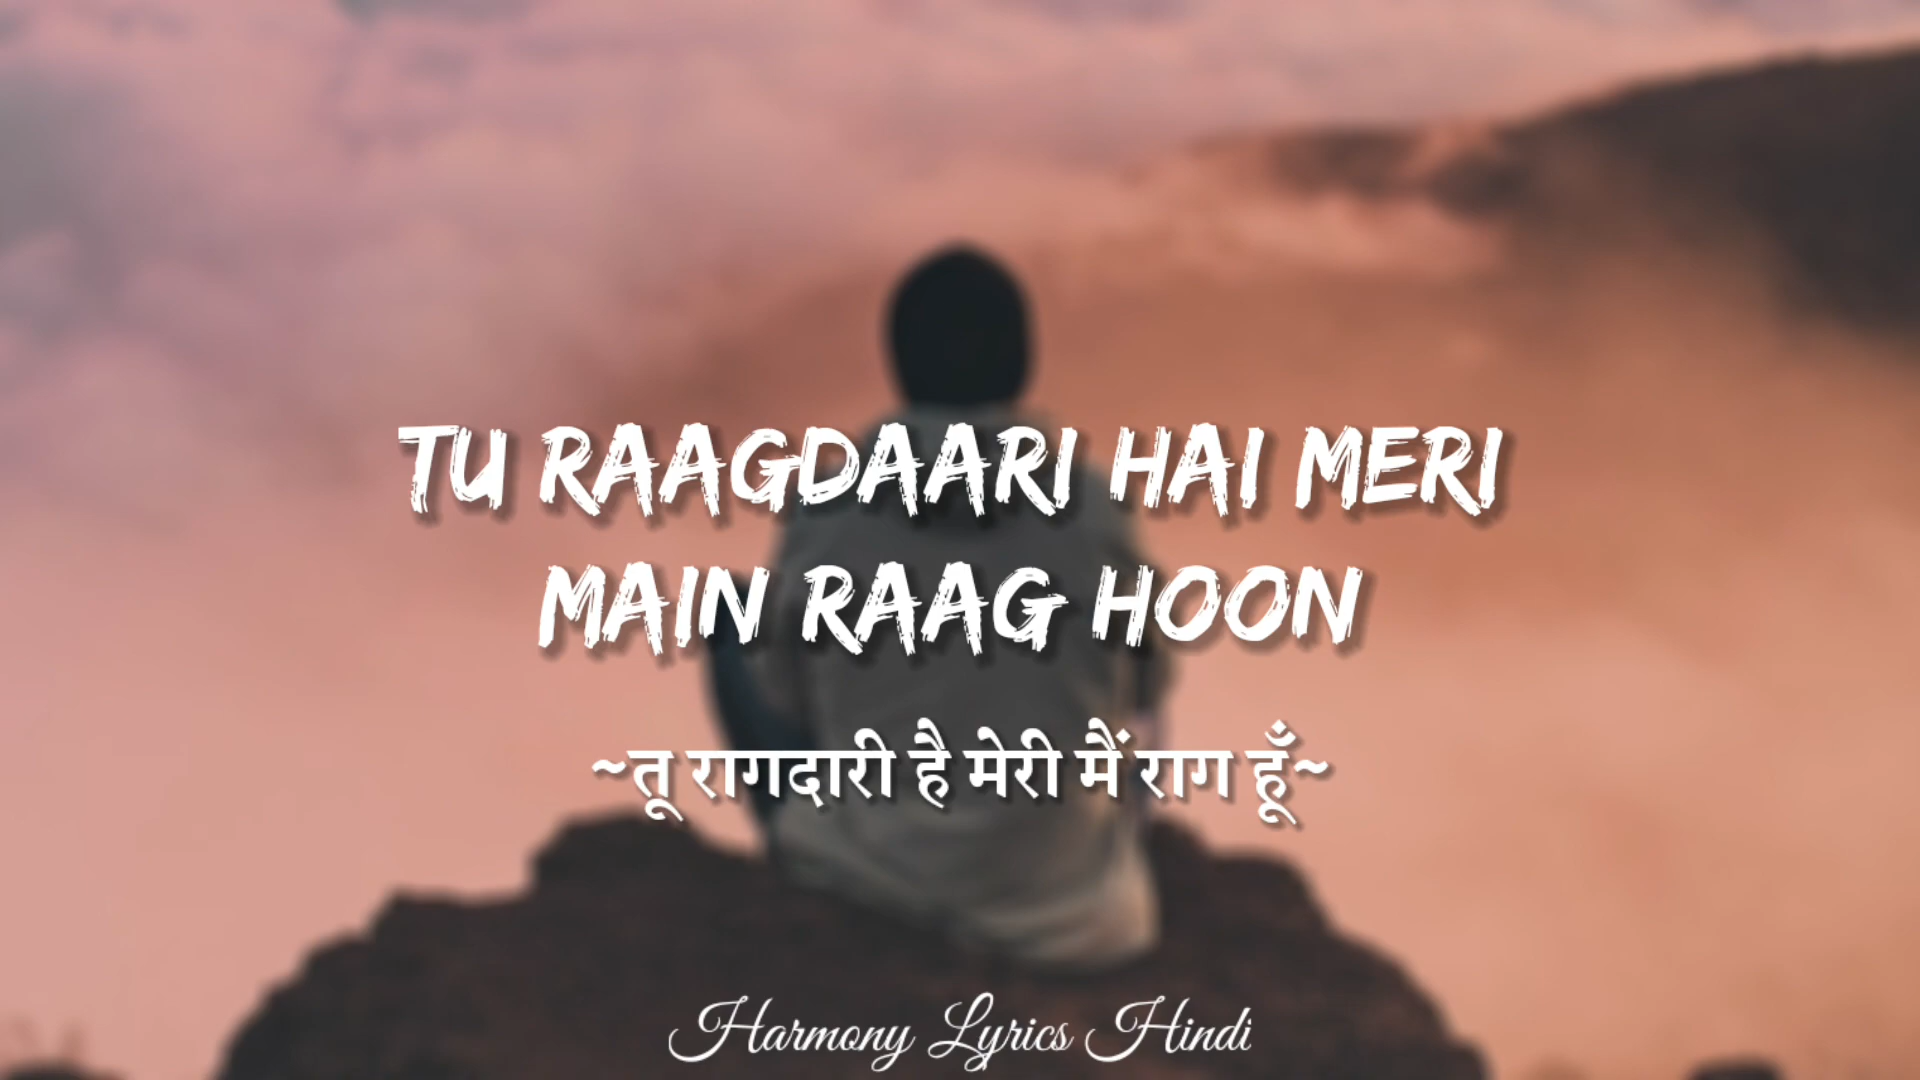 TU RAAGDAARI HAI MERI
MAIN RAAG HOON
~तू रागदारी है मेरी मैं राग हूँ~
Harmony Lyrics Hindi